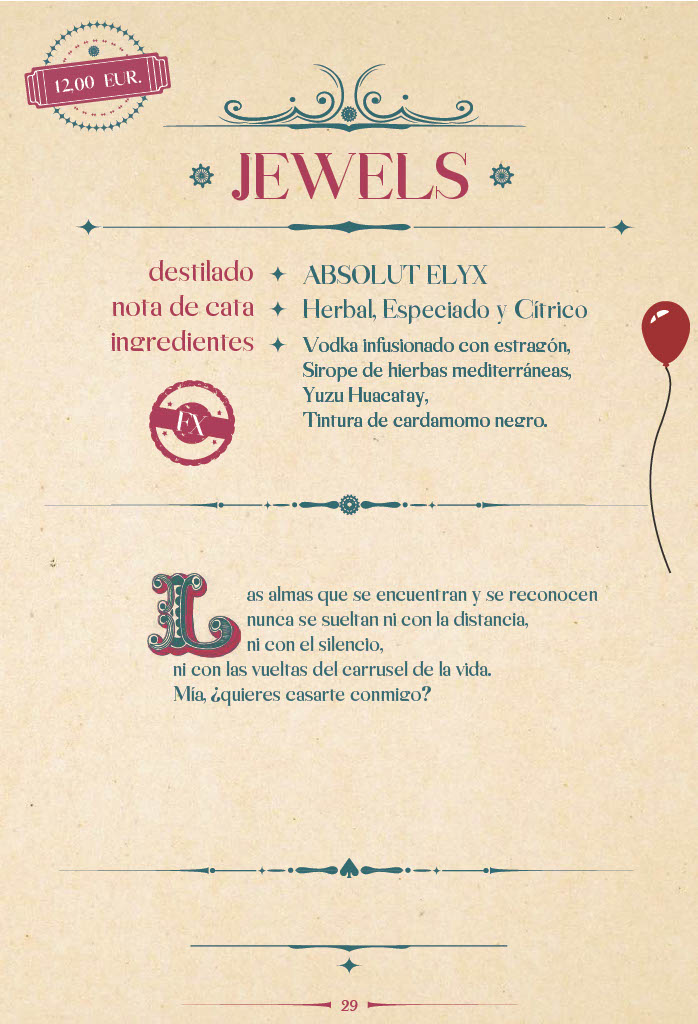 12,00 EUR.
JEWELS
destilado ABSOLUT ELYX
nota de cata Herbal, Especiado y Cítrico
ingredientes Vodka infusionado con estragón,
Sirope de hierbas mediterráneas,
Yuzu Huacatay,
Tintura de cardamomo negro.
EX
Las almas que se encuentran y se reconocen
nunca se sueltan ni con la distancia,
ni con el silencio,
ni con las vueltas del carrusel de la vida.
Mía, ¿quieres casarte conmigo?
29